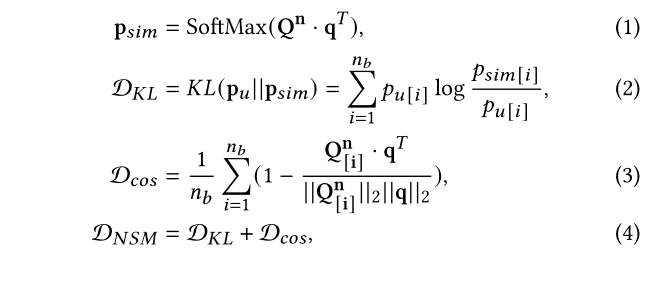 p_{sim} = SoftMax(Q^n · q^T), (1)
𝒟_{KL} = KL(p_u||p_{sim}) = \sum_{i=1}^{n_b} p_{u[i]} log \frac{p_{sim[i]}}{p_{u[i]}}, (2)
𝒟_{cos} = \frac{1}{n_b} \sum_{i=1}^{n_b} (1 − \frac{Q^n_{[i]} · q^T}{||Q^n_{[i]}||_2||q||_2}), (3)
𝒟_{NSM} = 𝒟_{KL} + 𝒟_{cos}, (4)